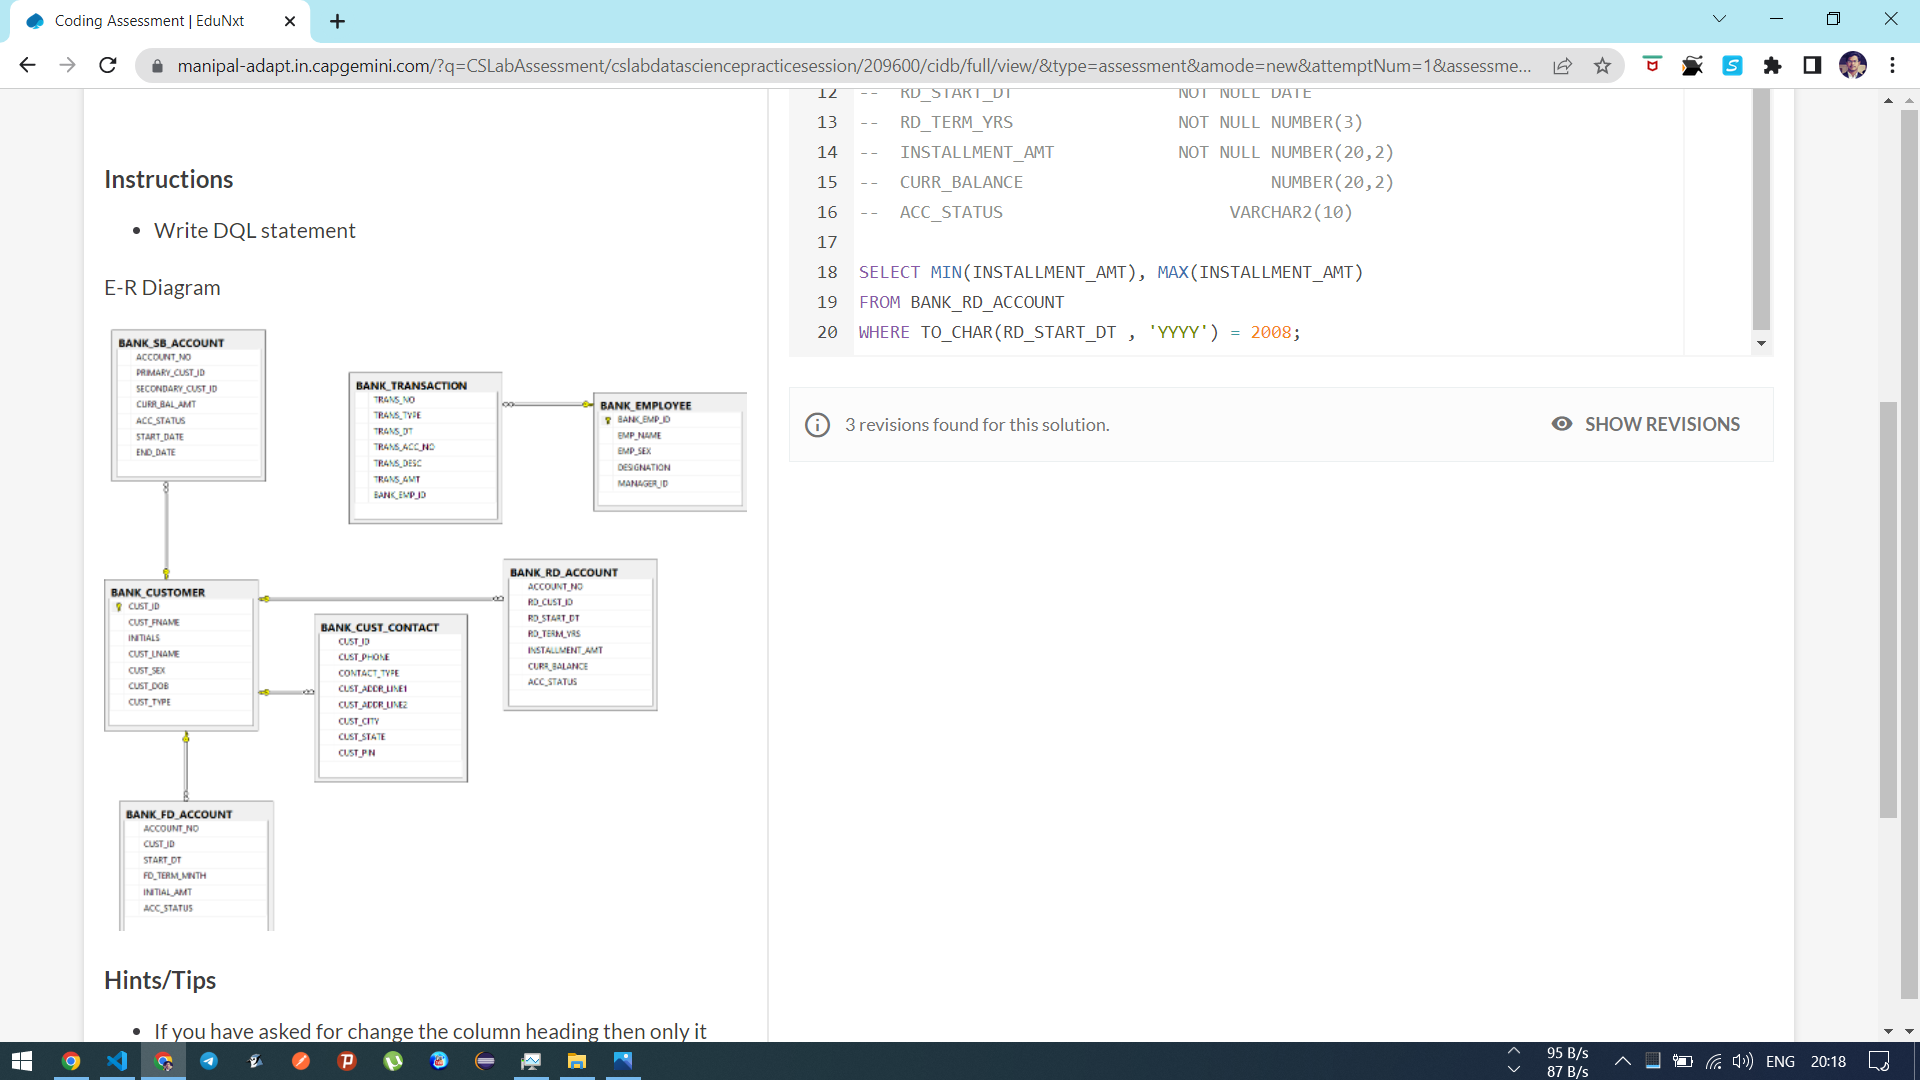 Coding Assessment | EduNxt
manipal-adapt.in.capgemini.com/?q=CSLabAssessment/cslabdatasciencepracticesession/209600/cidb/full/view/&type=assessment&amode=new&attemptNum=1&assessme...
Instructions
• Write DQL statement
E-R Diagram
BANK_SB_ACCOUNT
ACCOUNT_NO
PRIMARY_CUST_ID
SECONDARY_CUST_ID
CURR_BAL_AMT
ACC_STATUS
START_DATE
END_DATE
BANK_TRANSACTION
TRANS_NO
TRANS_TYPE
TRANS_DT
TRANS_ACC_NO
TRANS_DESC
TRANS_AMT
BANK_EMP_ID
BANK_EMPLOYEE
BANK_EMP_ID
EMP_NAME
EMP_SEX
DESIGNATION
MANAGER_ID
BANK_CUSTOMER
CUST_ID
CUST_FNAME
INITIALS
CUST_LNAME
CUST_SEX
CUST_DOB
CUST_TYPE
BANK_CUST_CONTACT
CUST_ID
CUST_PHONE
CONTACT_TYPE
CUST_ADDR_LINE1
CUST_ADDR_LINE2
CUST_CITY
CUST_STATE
CUST_PIN
BANK_RD_ACCOUNT
ACCOUNT_NO
RD_CUST_ID
RD_START_DT
RD_TERM_YRS
INSTALLMENT_AMT
CURR_BALANCE
ACC_STATUS
BANK_FD_ACCOUNT
ACCOUNT_NO
CUST_ID
START_DT
FD_TERM_MNTH
INITIAL_AMT
ACC_STATUS
Hints/Tips
• If you have asked for change the column heading then only it
12 -- RD_START_DT NOT NULL DATE
13 -- RD_TERM_YRS NOT NULL NUMBER(3)
14 -- INSTALLMENT_AMT NOT NULL NUMBER(20,2)
15 -- CURR_BALANCE NUMBER(20,2)
16 -- ACC_STATUS VARCHAR2(10)
17
18 SELECT MIN(INSTALLMENT_AMT), MAX(INSTALLMENT_AMT)
19 FROM BANK_RD_ACCOUNT
20 WHERE TO_CHAR(RD_START_DT , 'YYYY') = 2008;
3 revisions found for this solution.
SHOW REVISIONS
95 B/s
87 B/s
ENG
20:18